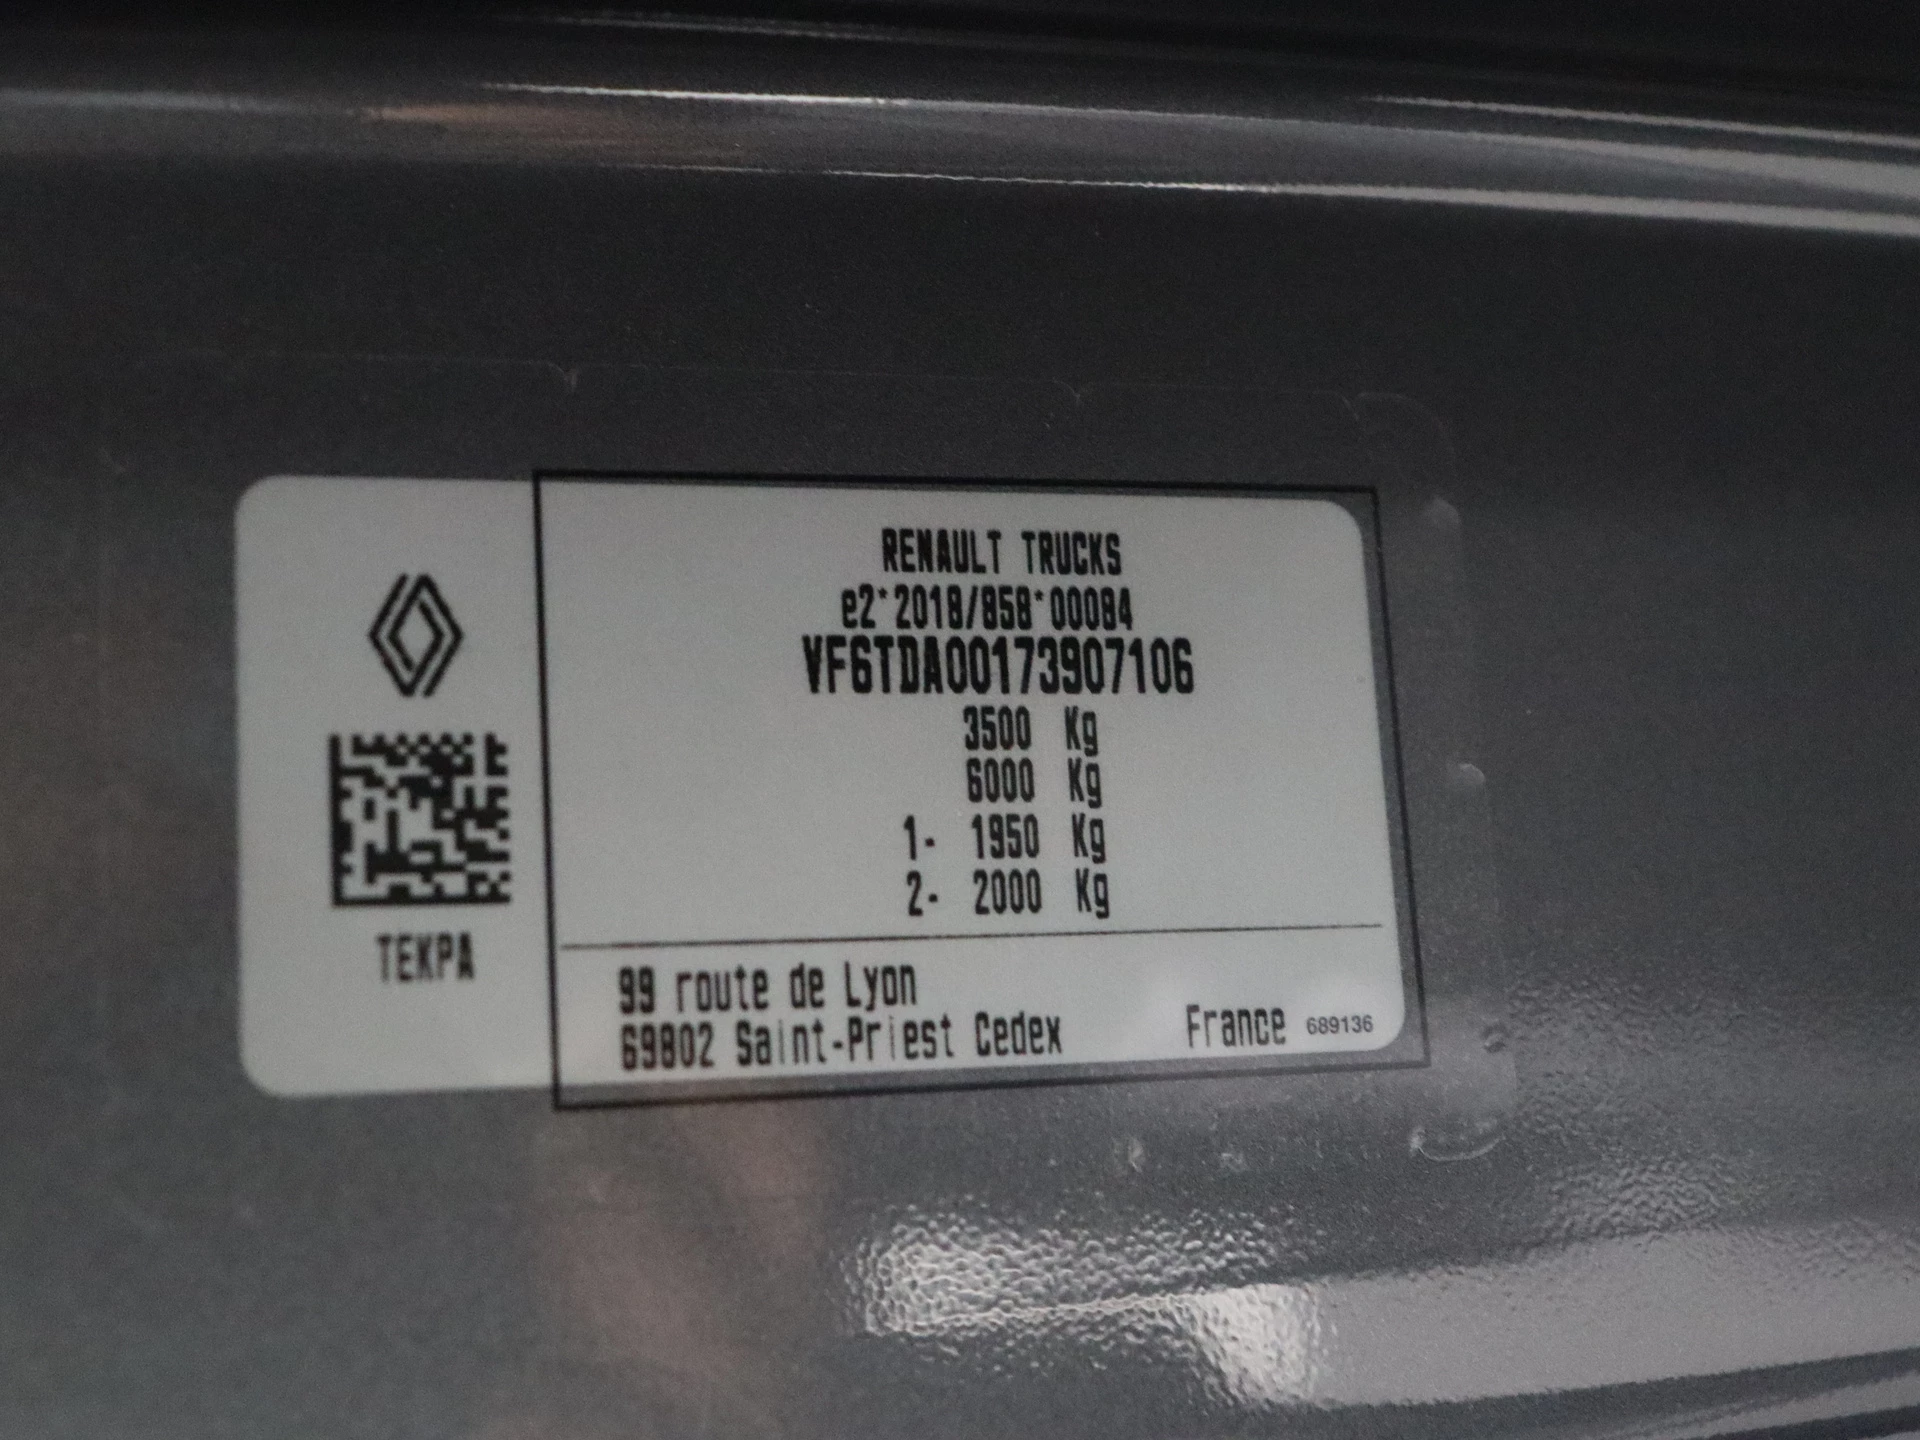 RENAULT TRUCKS
e2*2018/858*00084
VF6TDA00173907106
3500 Kg
6000 Kg
1- 1950 Kg
2- 2000 Kg
TEKPA
99 route de Lyon
69802 Saint-Priest Cedex France 689136